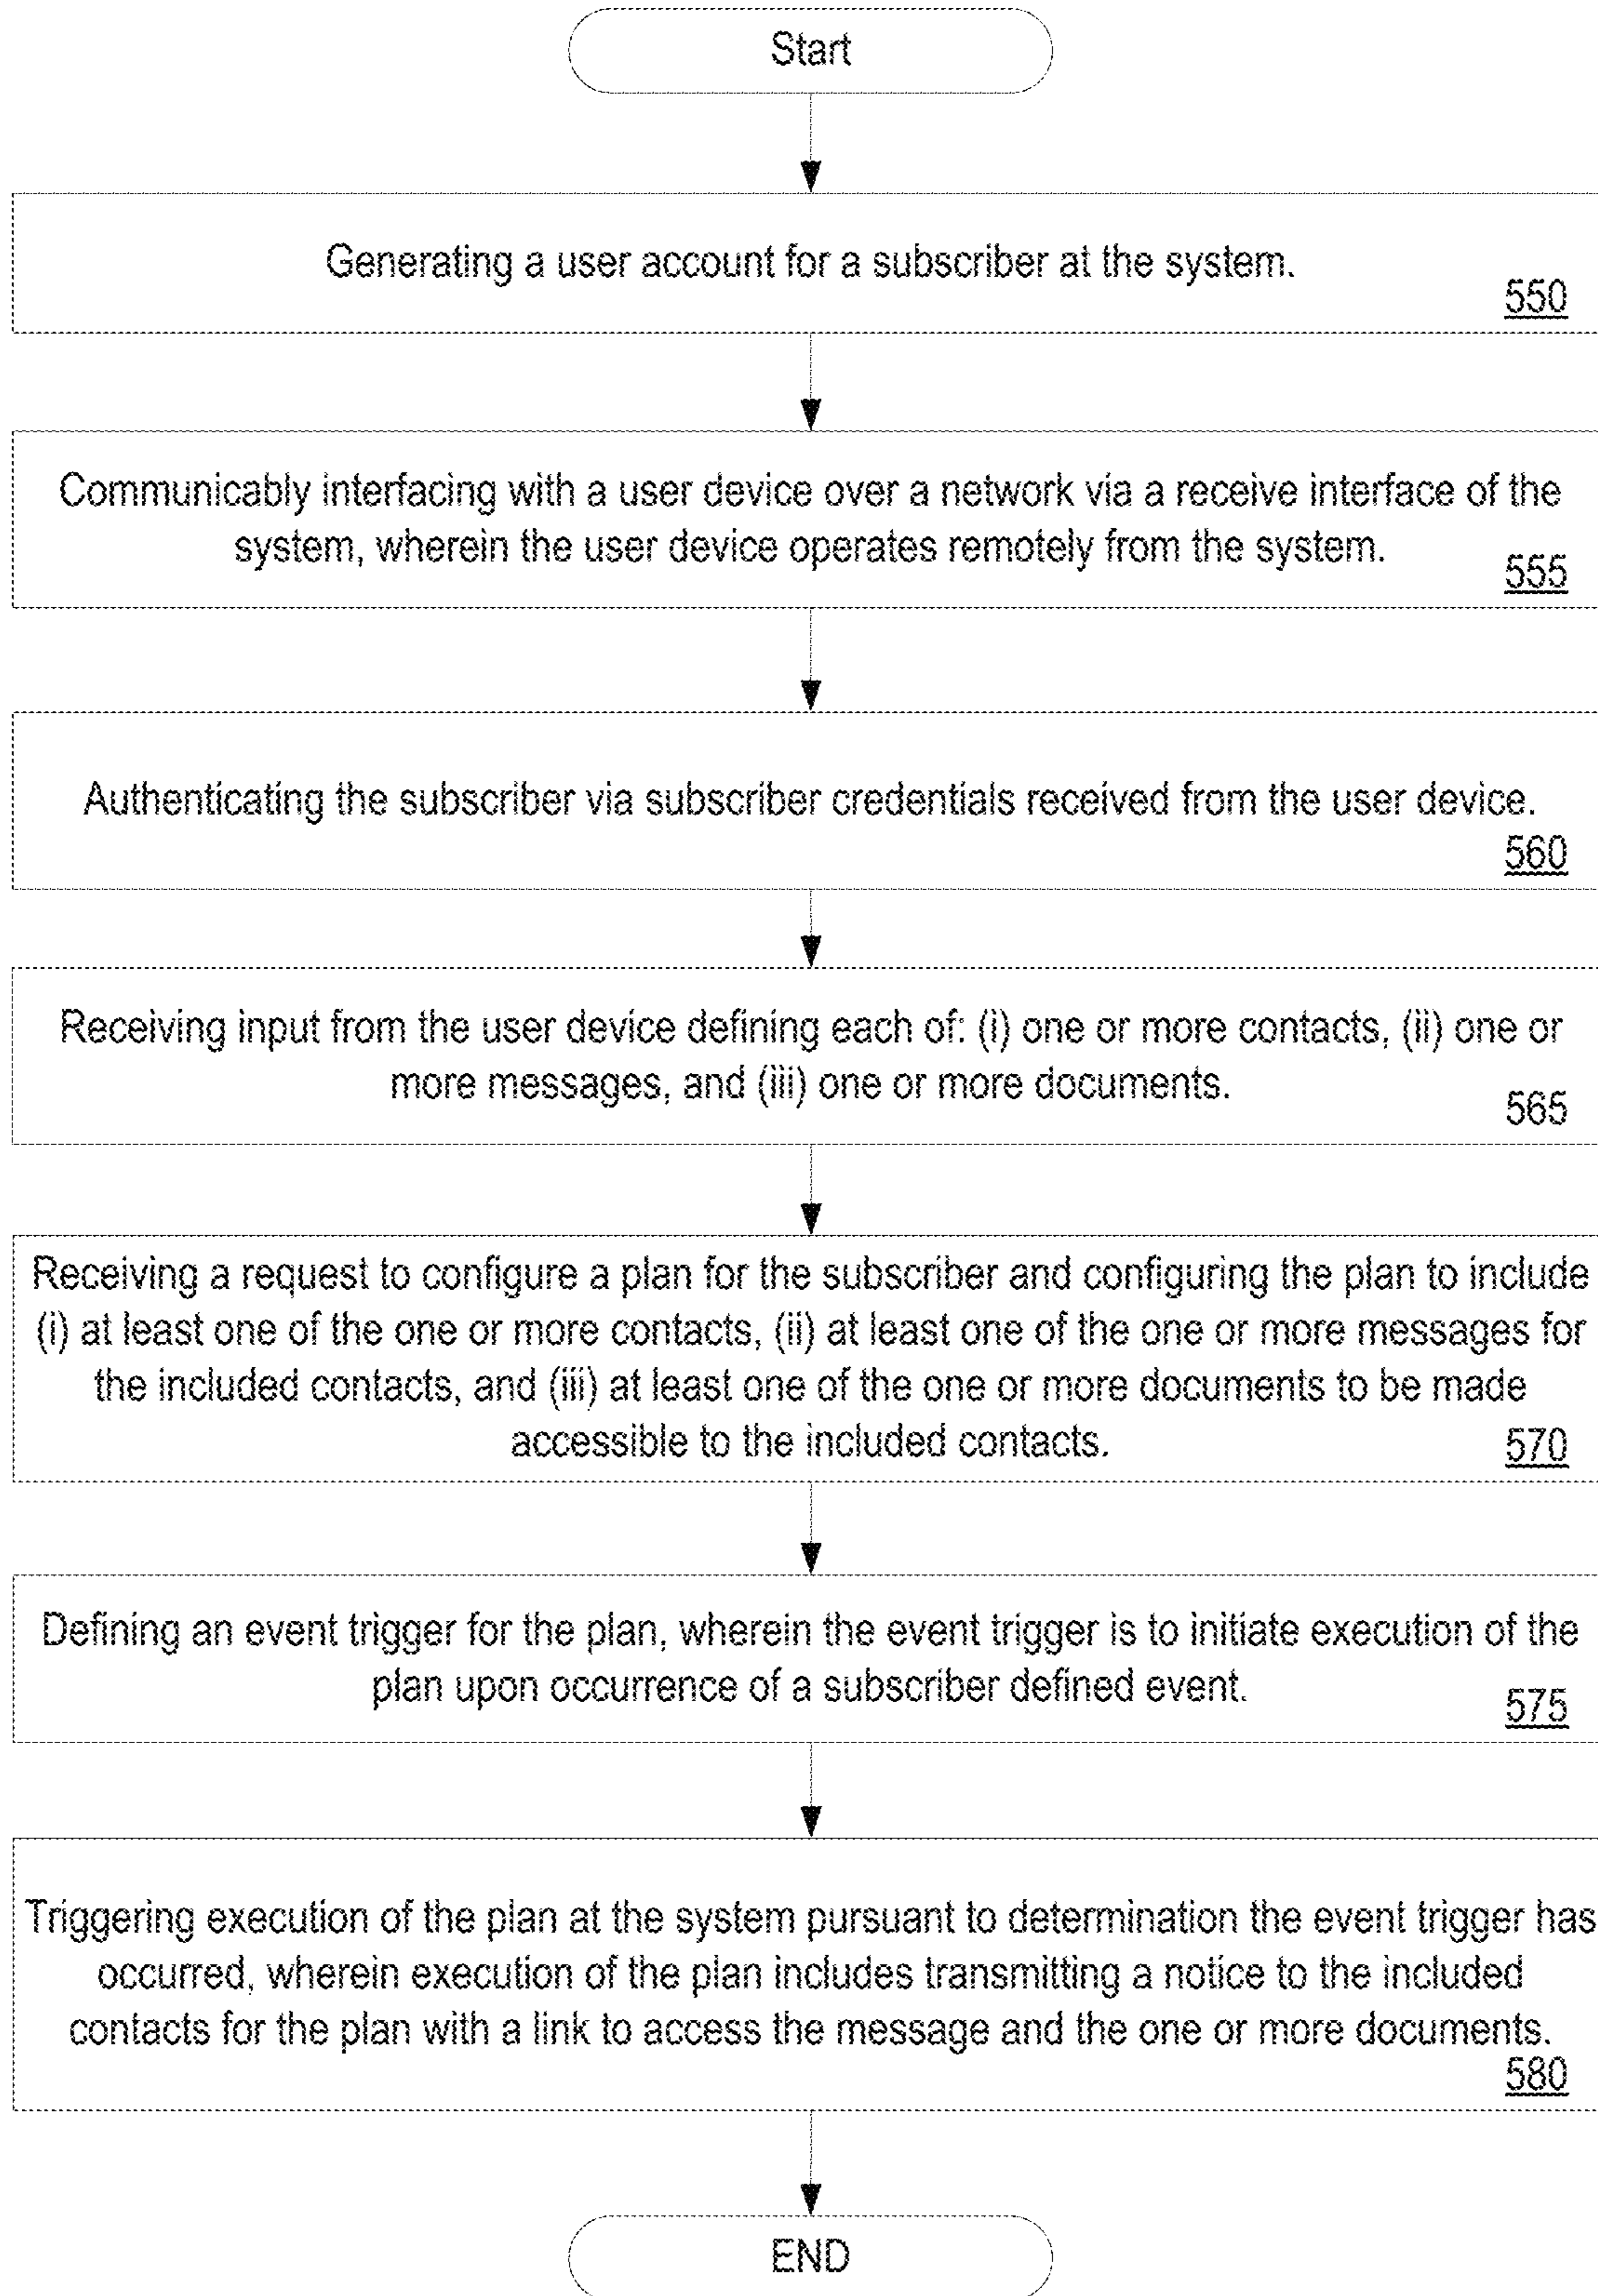 Start
Generating a user account for a subscriber at the system.
550
Communicably interfacing with a user device over a network via a receive interface of the
system, wherein the user device operates remotely from the system.
555
Authenticating the subscriber via subscriber credentials received from the user device.
560
Receiving input from the user device defining each of: (i) one or more contacts, (ii) one or
more messages, and (iii) one or more documents.
565
Receiving a request to configure a plan for the subscriber and configuring the plan to include
(i) at least one of the one or more contacts, (ii) at least one of the one or more messages for
the included contacts, and (iii) at least one of the one or more documents to be made
accessible to the included contacts.
570
Defining an event trigger for the plan, wherein the event trigger is to initiate execution of the
plan upon occurrence of a subscriber defined event.
575
Triggering execution of the plan at the system pursuant to determination the event trigger has
occurred, wherein execution of the plan includes transmitting a notice to the included
contacts for the plan with a link to access the message and the one or more documents.
580
END